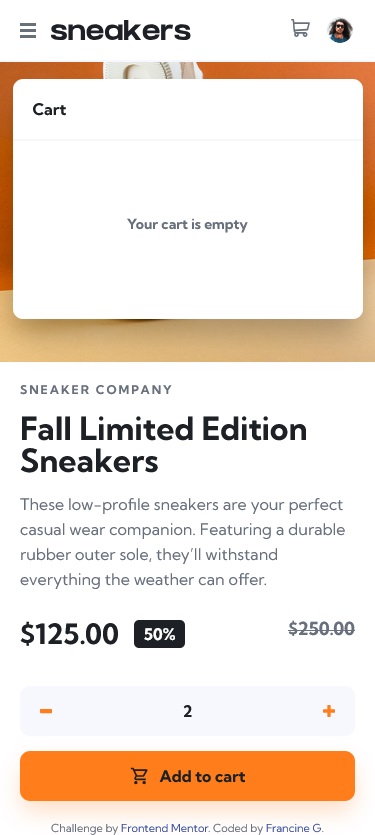 sneakers
Cart
Your cart is empty
SNEAKER COMPANY
Fall Limited Edition
Sneakers
These low-profile sneakers are your perfect
casual wear companion. Featuring a durable
rubber outer sole, they’ll withstand
everything the weather can offer.
$125.00 50% $250.00
2
Add to cart
Challenge by Frontend Mentor. Coded by Francine G.